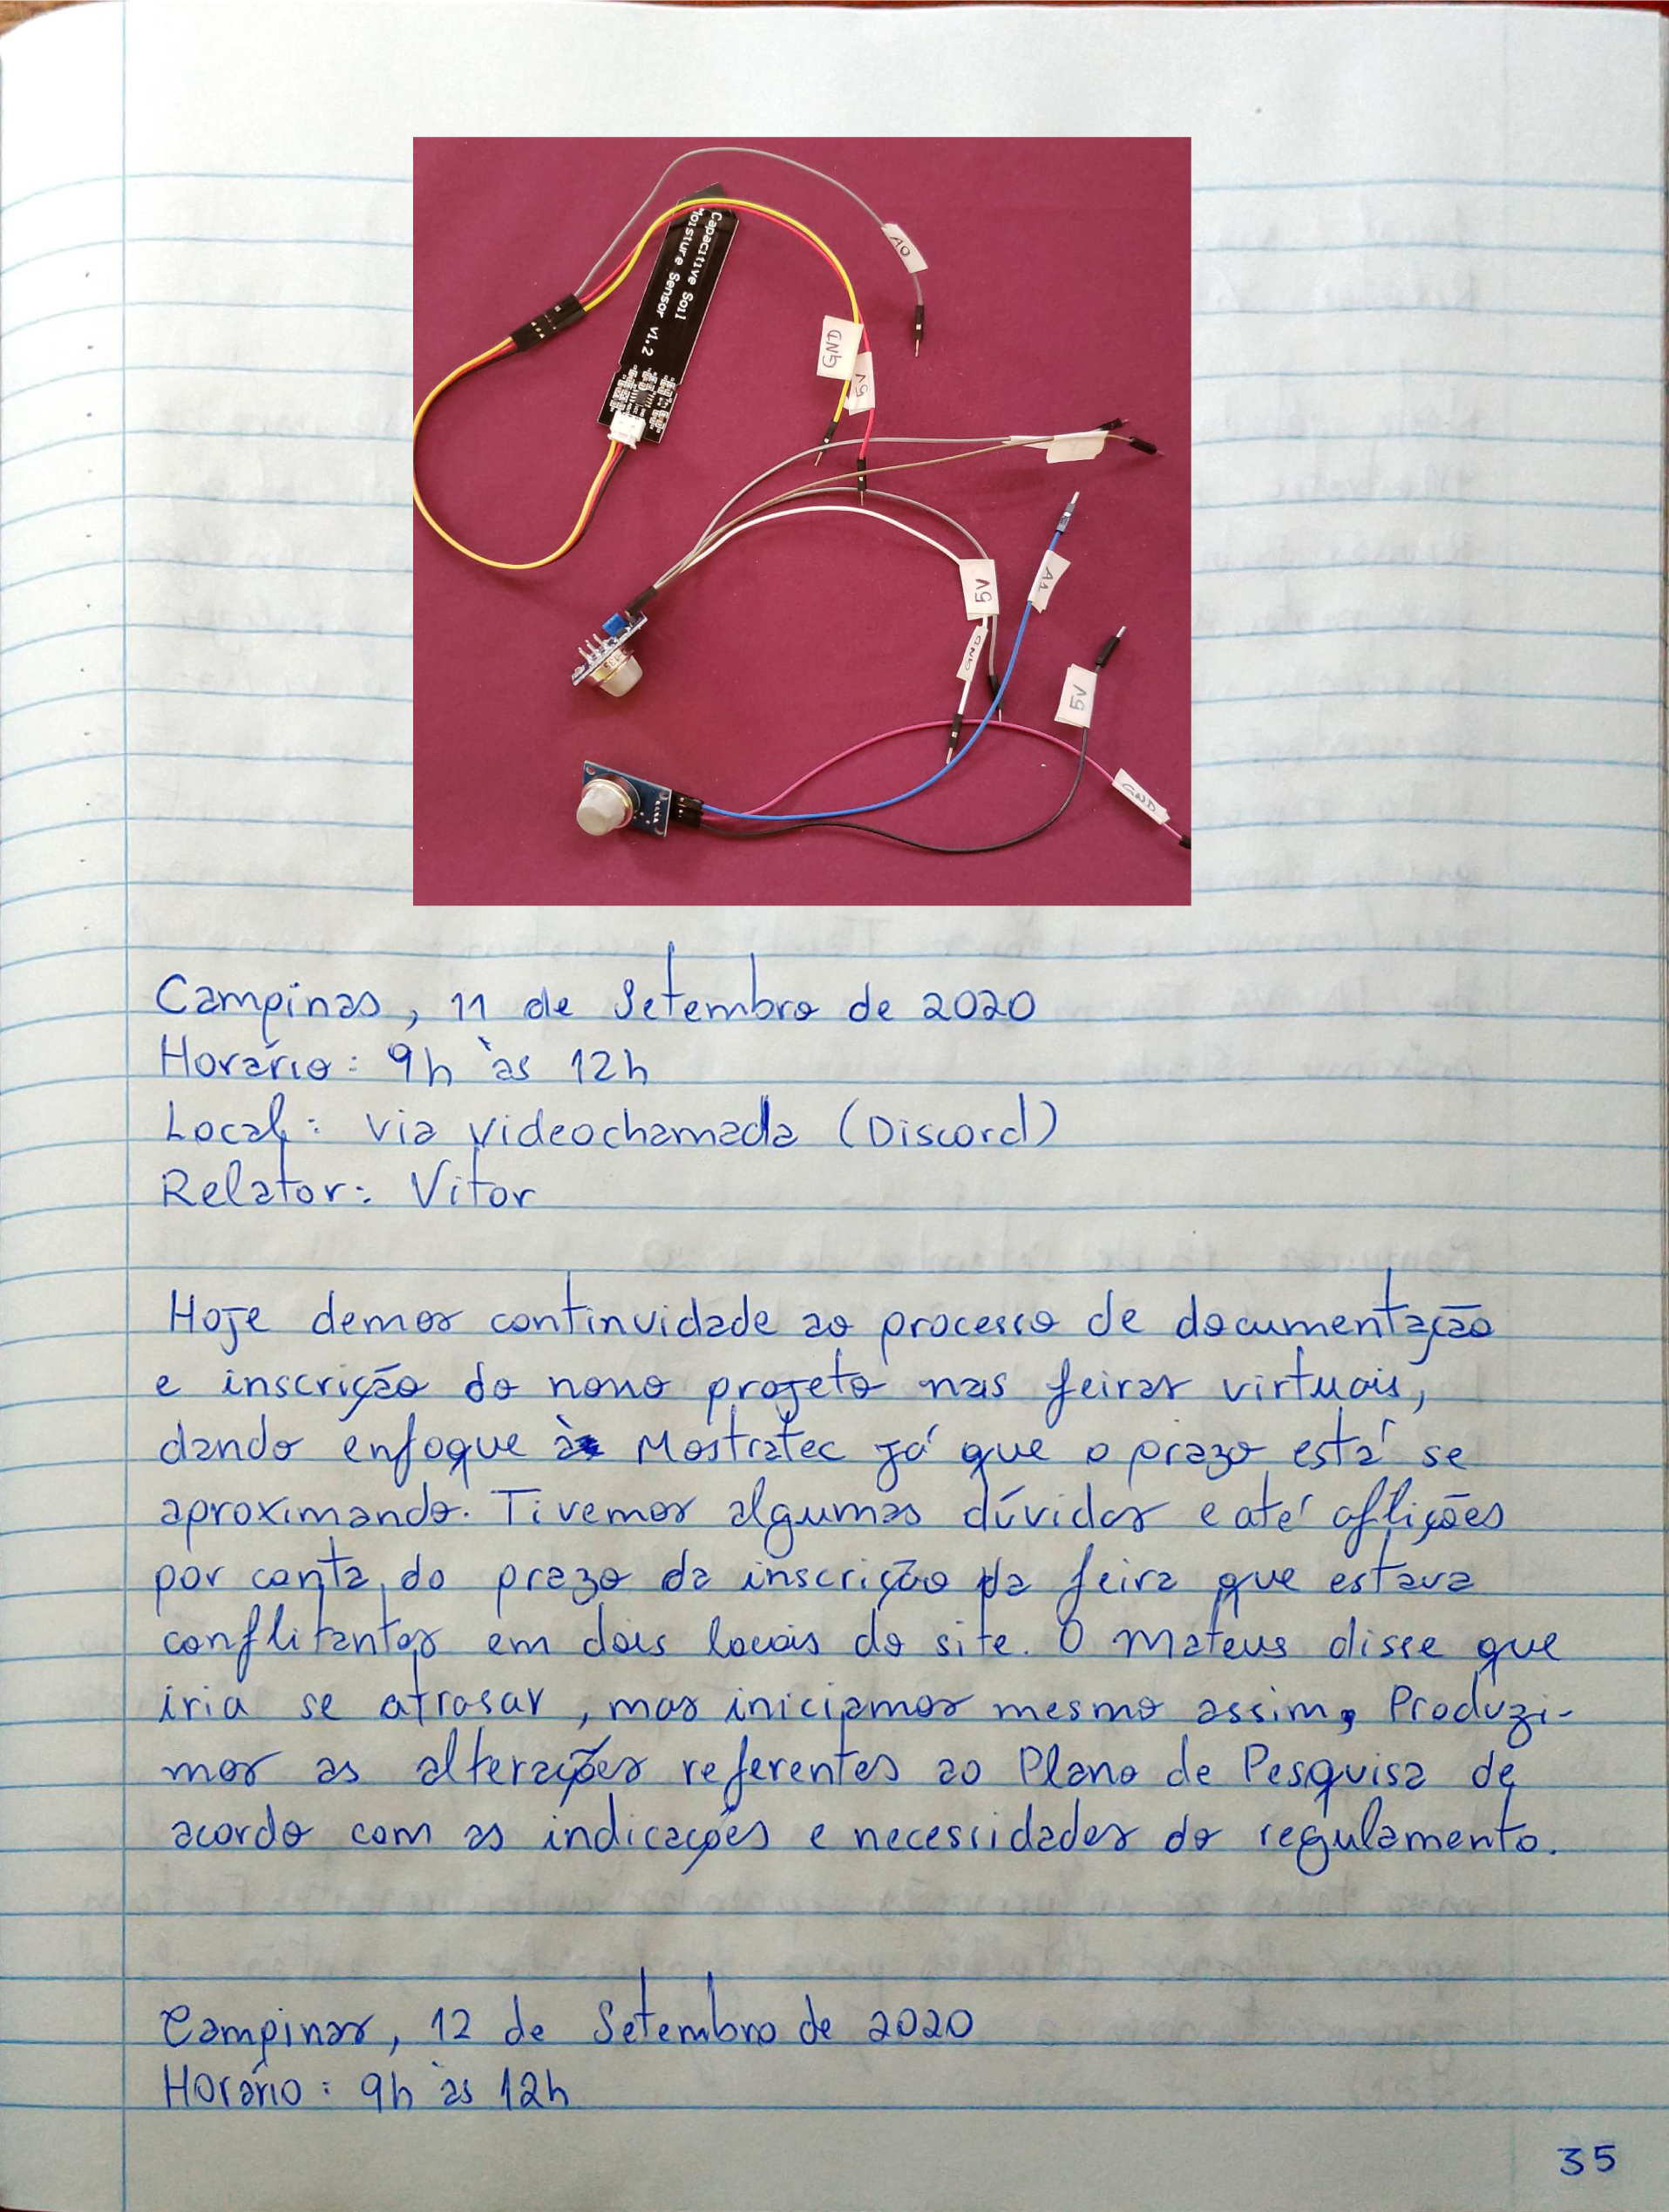 Capacitive Soil
Moisture Sensor v1.2
A0
GND
5V
5V
A1
GND
5V
GND
Campinas, 11 de Setembro de 2020
Horário: 9h às 12h
Local: via videochamada (Discord)
Relator: Vitor
Hoje demos continuidade ao processo de documentação
e inscrição do nosso projeto nas feiras virtuais,
dando enfoque à Mostratec já que o prazo está se
aproximando. Tivemos algumas dúvidas e até aflições
por conta do prazo da inscrição da feira que estava
conflitantes em dois locais do site. O Mateus disse que
iria se atrasar, mas iniciamos mesmo assim, Produzi-
mos as alterações referentes ao Plano de Pesquisa de
acordo com as indicações e necessidades do regulamento.
Campinas, 12 de Setembro de 2020
Horário: 9h às 12h
35